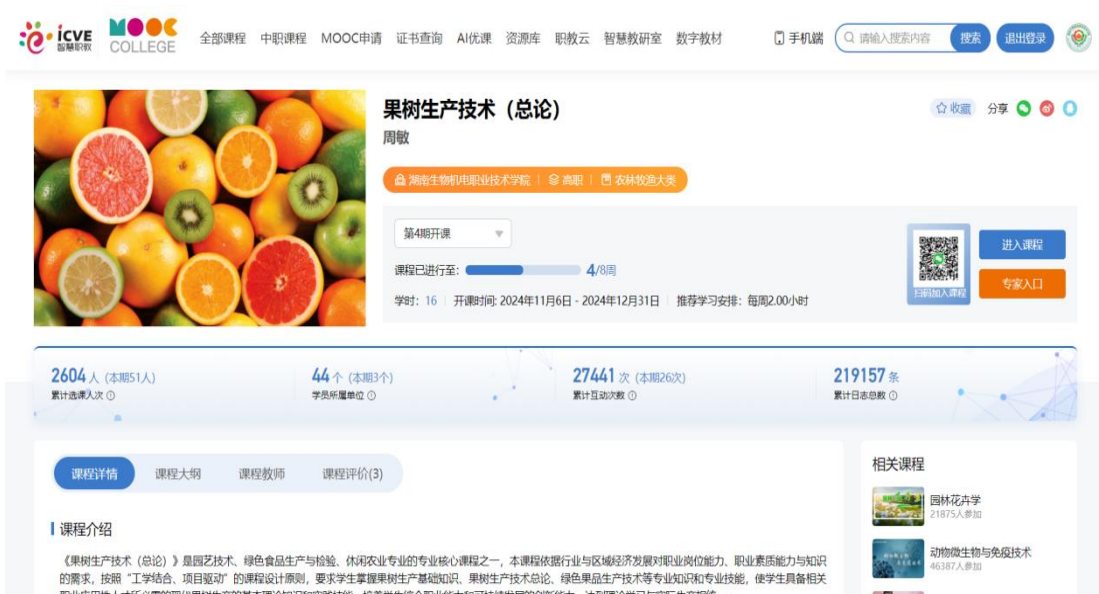 icve 智慧职教 MOOC COLLEGE 全部课程 中职课程 MOOC申请 证书查询 AI优课 资源库 职教云 智慧教研室 数字教材 手机端 请输入搜索内容 搜索 退出登录
果树生产技术（总论）
收藏 分享
周敏
湖南生物机电职业技术学院 | 高职 | 农林牧渔大类
第4期开课
进入课程
课程已进行至： 4/8周
专家入口
扫码加入课程
学时：16 | 开课时间: 2024年11月6日 - 2024年12月31日 | 推荐学习安排：每周2.00小时
2604 人 (本期51人) 44 个 (本期3个) 27441 次 (本期26次) 219157 条
累计选课人次 学员所属单位 累计互动次数 累计日志总数
课程详情 课程大纲 课程教师 课程评价(3)
相关课程
园林花卉学
21875人参加
课程介绍
动物微生物与免疫技术
46387人参加
《果树生产技术（总论）》是园艺技术、绿色食品生产与检验、休闲农业专业的专业核心课程之一，本课程依据行业与区域经济发展对职业岗位能力、职业素质能力与知识
的需求，按照“工学结合、项目驱动”的课程设计原则，要求学生掌握果树生产基础知识、果树生产技术总论、绿色果品生产技术等专业知识和专业技能，使学生具备相关